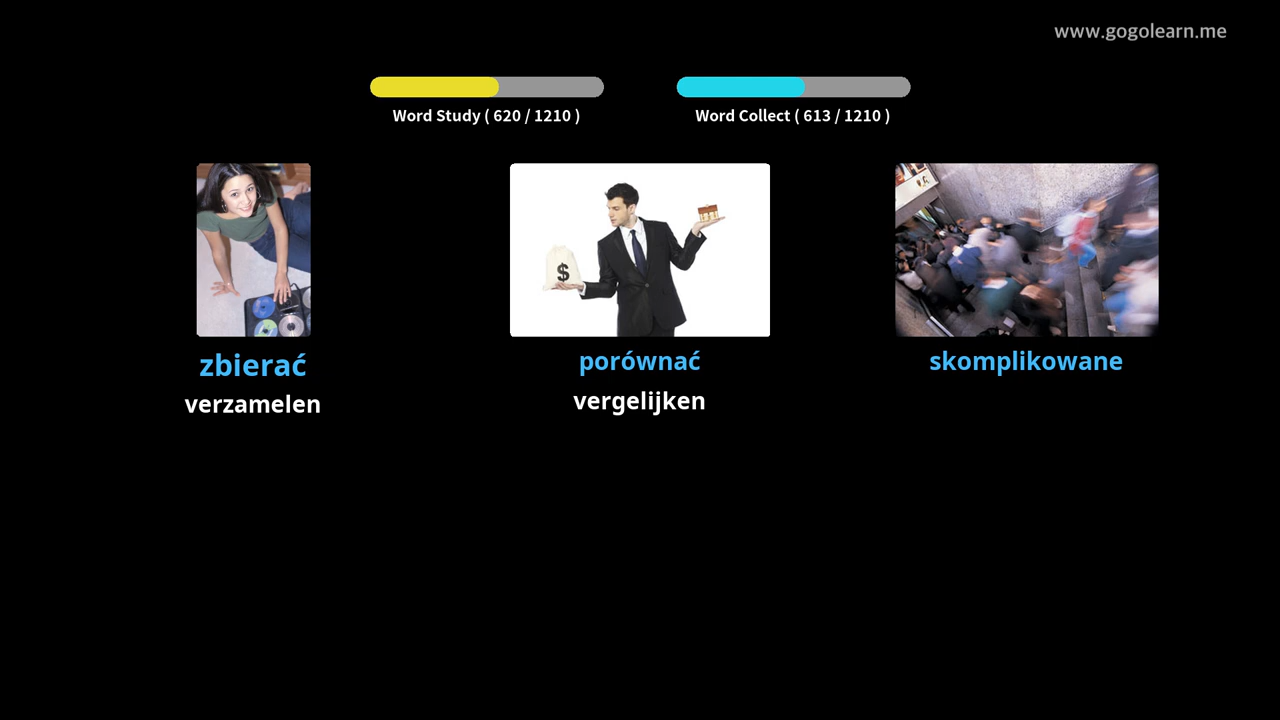 www.gogolearn.me
Word Study ( 620 / 1210 )
Word Collect ( 613 / 1210 )
$
zbierać
verzamelen
porównać
vergelijken
skomplikowane